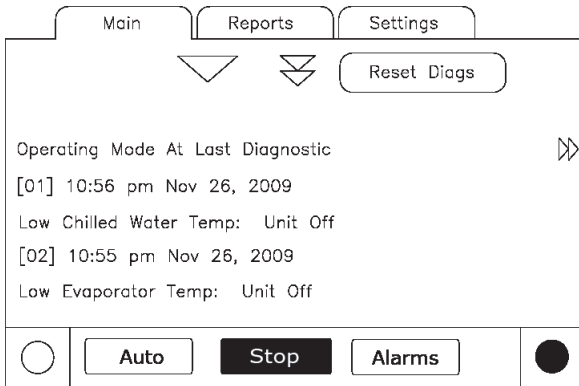 Main Reports Settings
Reset Diags
Operating Mode At Last Diagnostic
[01] 10:56 pm Nov 26, 2009
Low Chilled Water Temp: Unit Off
[02] 10:55 pm Nov 26, 2009
Low Evaporator Temp: Unit Off
Auto Stop Alarms